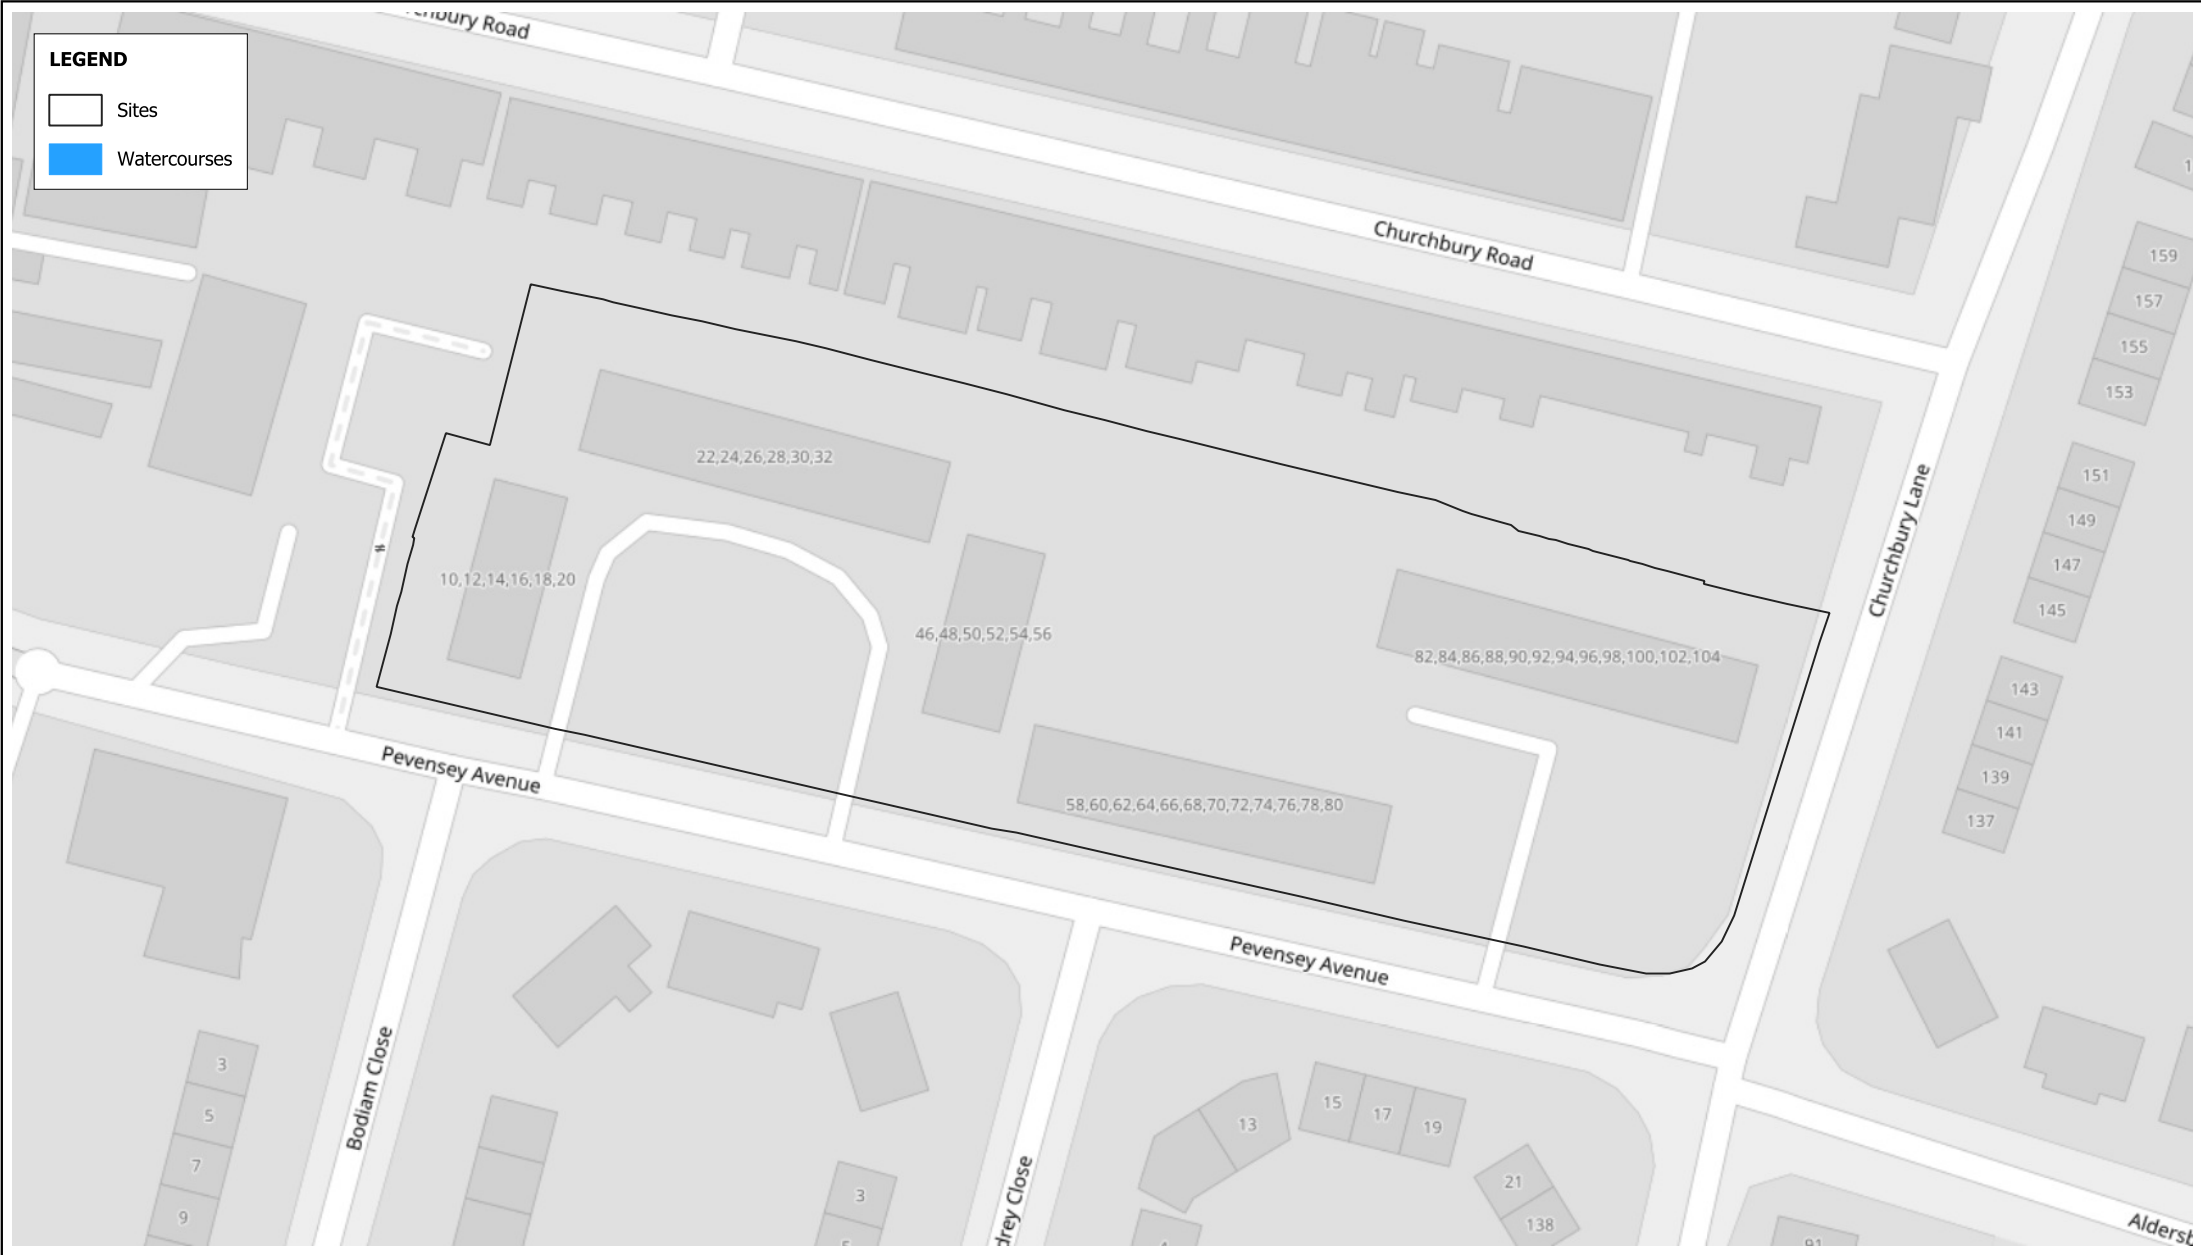 LEGEND
Sites
Watercourses
Road
Churchbury Road
159
157
155
153
151
149
147
145
143
141
139
137
Churchbury Lane
22,24,26,28,30,32
10,12,14,16,18,20
46,48,50,52,54,56
82,84,86,88,90,92,94,96,98,100,102,104
58,60,62,64,66,68,70,72,74,76,78,80
Pevensey Avenue
Pevensey Avenue
Bodiam Close
Close
3
5
7
9
3
13
15
17
19
21
138